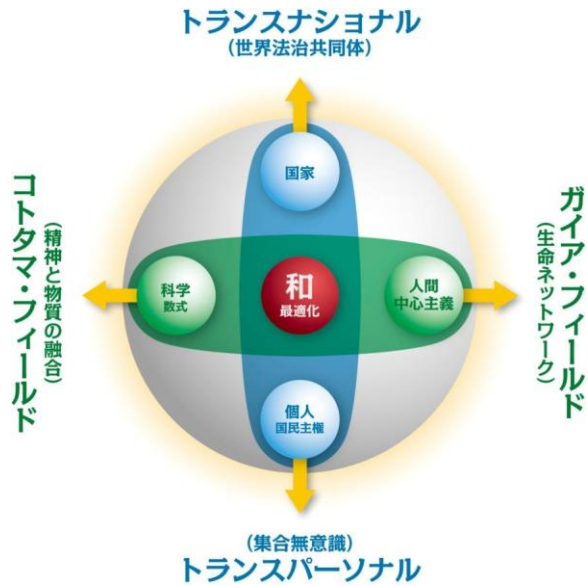 トランスナショナル
（世界法治共同体）
国家
コトタマ・フィールド
（精神と物質の融合）
科学
数式
和
最適化
人間
中心主義
ガイア・フィールド
（生命ネットワーク）
個人
国民主権
（集合無意識）
トランスパーソナル